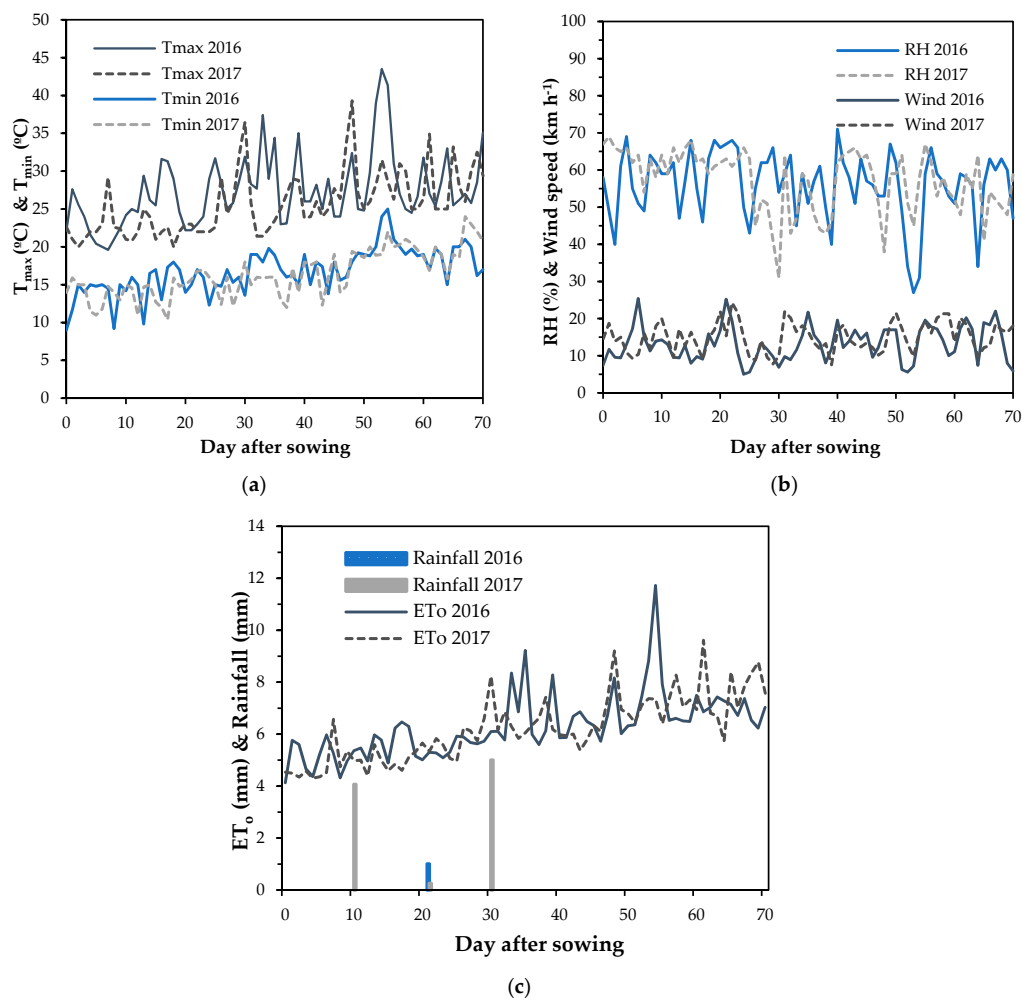 50
45
40
35
30
25
20
15
10
5
0
Tmax (ºC) & Tmin (ºC)
Tmax 2016
Tmax 2017
Tmin 2016
Tmin 2017
0 10 20 30 40 50 60 70
Day after sowing
(a)
100
90
80
70
60
50
40
30
20
10
0
RH (%) & Wind speed (km h-1)
RH 2016
RH 2017
Wind 2016
Wind 2017
0 10 20 30 40 50 60 70
Day after sowing
(b)
14
12
10
8
6
4
2
0
ETo (mm) & Rainfall (mm)
Rainfall 2016
Rainfall 2017
ETo 2016
ETo 2017
0 10 20 30 40 50 60 70
Day after sowing
(c)